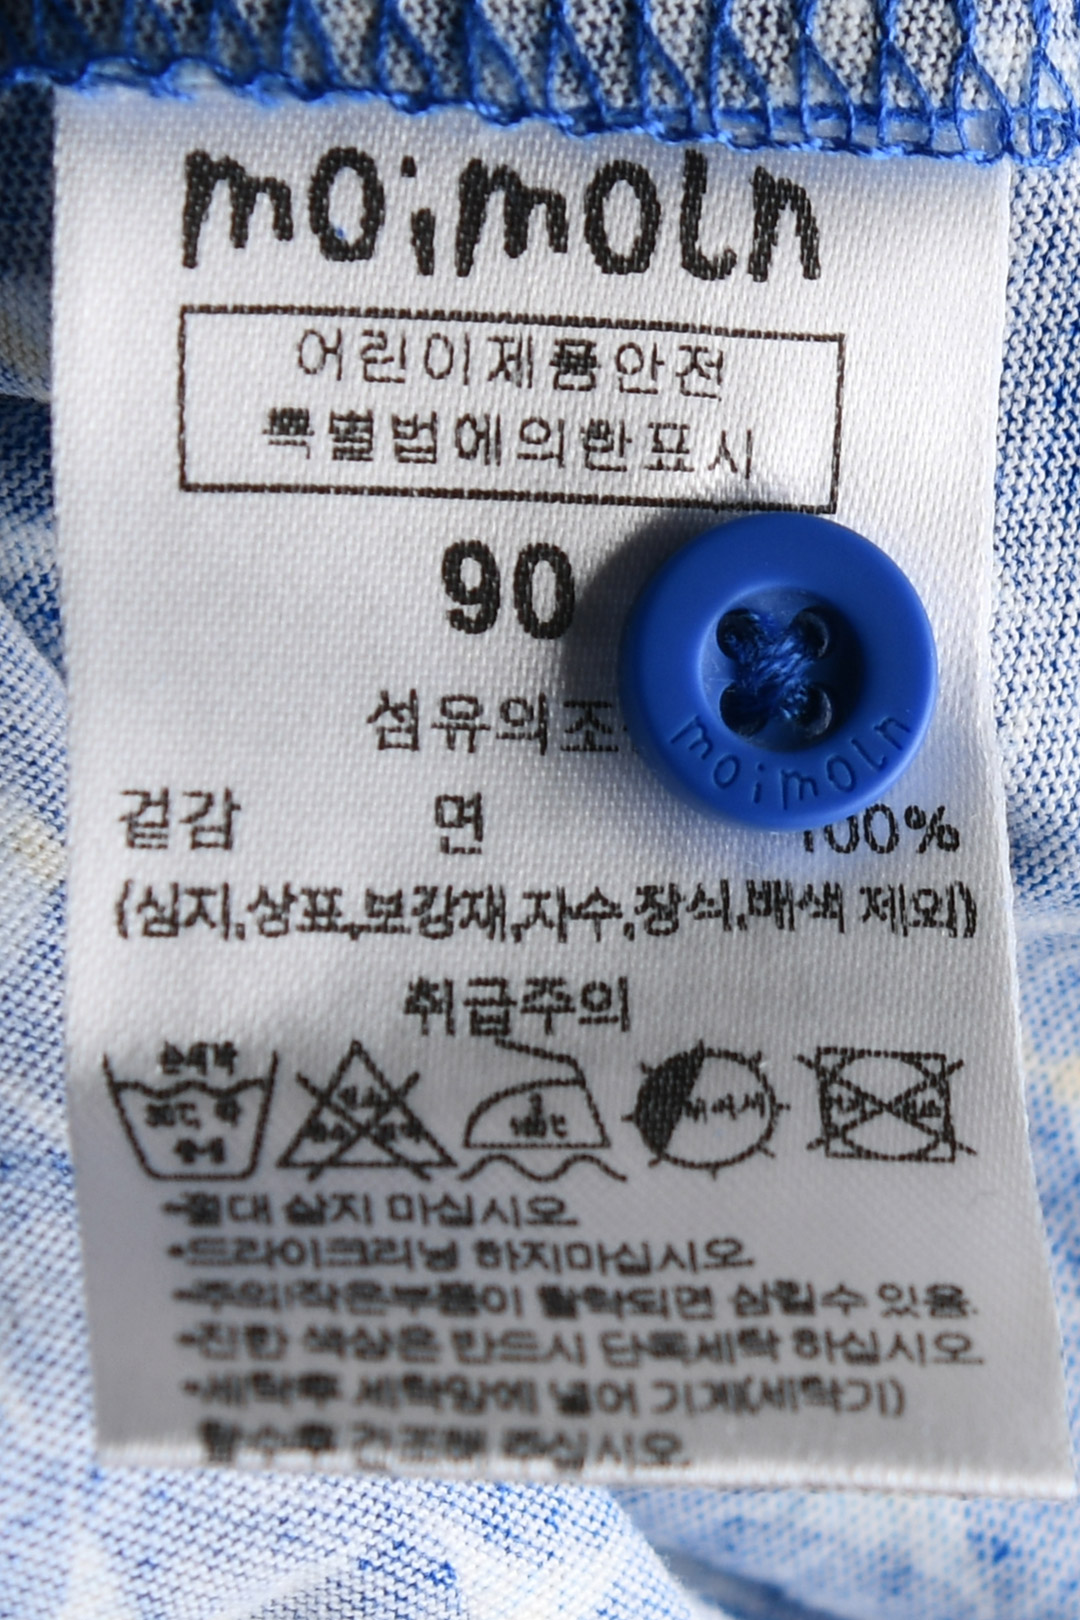 moimoln
어린이제품안전
특별법에의한표시
90
섬유의조
moimoln
겉감 면 100%
(심지,상표,보강재,자수,장식,배색 제외)
취급주의
손세탁
30℃
중성
•절대 삶지 마십시오.
•드라이크리닝 하지마십시오.
•주의!작은부품이 탈락되면 삼킬수 있음.
•진한 색상은 반드시 단독세탁 하십시오.
•세탁후 세탁망에 넣어 기계(세탁기)
탈수후 건조해 주십시오.